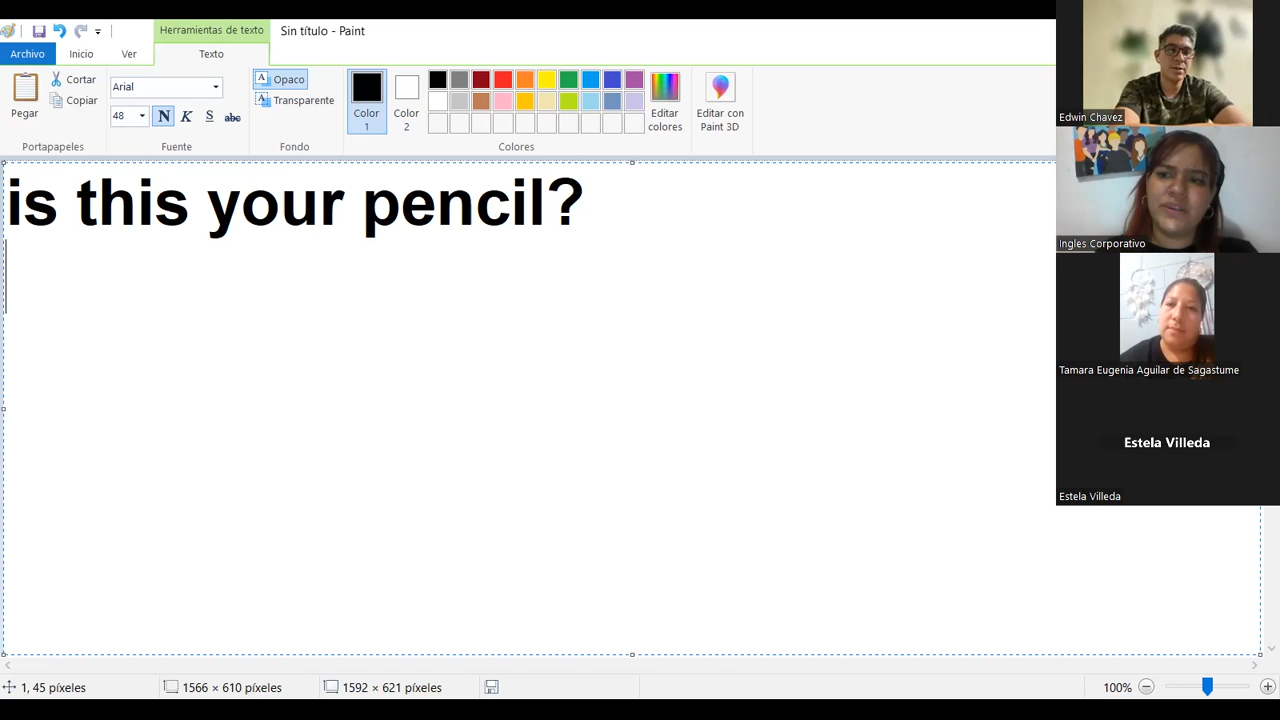 Herramientas de texto
Sin título - Paint
Archivo
Inicio
Ver
Texto
Pegar
Cortar
Copiar
Portapapeles
Arial
48
N K S abc
Fuente
Opaco
Transparente
Fondo
Color 1
Color 2
Editar colores
Colores
Editar con Paint 3D
is this your pencil?
Edwin Chavez
Ingles Corporativo
Tamara Eugenia Aguilar de Sagastume
Estela Villeda
Estela Villeda
1, 45 píxeles
1566 × 610 píxeles
1592 × 621 píxeles
100%